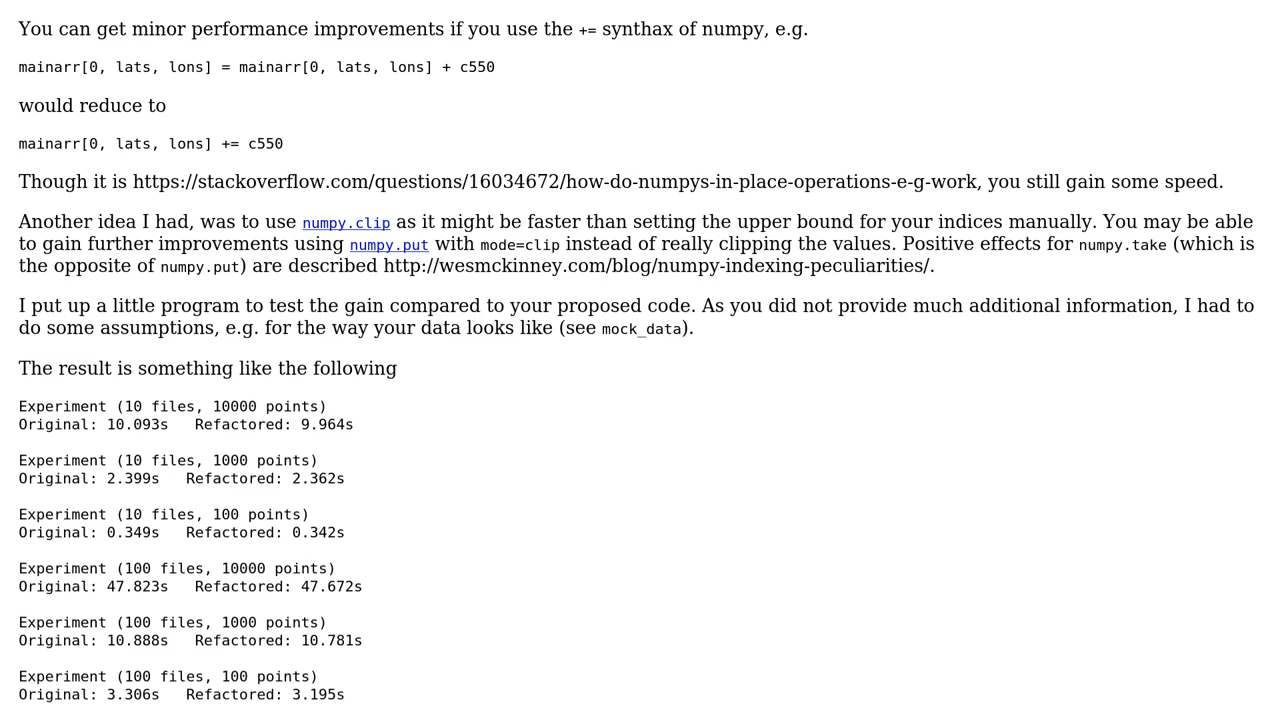 You can get minor performance improvements if you use the += synthax of numpy, e.g.
mainarr[0, lats, lons] = mainarr[0, lats, lons] + c550
would reduce to
mainarr[0, lats, lons] += c550
Though it is https://stackoverflow.com/questions/16034672/how-do-numpys-in-place-operations-e-g-work, you still gain some speed.
Another idea I had, was to use numpy.clip as it might be faster than setting the upper bound for your indices manually. You may be able
to gain further improvements using numpy.put with mode=clip instead of really clipping the values. Positive effects for numpy.take (which is
the opposite of numpy.put) are described http://wesmckinney.com/blog/numpy-indexing-peculiarities/.
I put up a little program to test the gain compared to your proposed code. As you did not provide much additional information, I had to
do some assumptions, e.g. for the way your data looks like (see mock_data).
The result is something like the following
Experiment (10 files, 10000 points)
Original: 10.093s   Refactored: 9.964s
Experiment (10 files, 1000 points)
Original: 2.399s   Refactored: 2.362s
Experiment (10 files, 100 points)
Original: 0.349s   Refactored: 0.342s
Experiment (100 files, 10000 points)
Original: 47.823s   Refactored: 47.672s
Experiment (100 files, 1000 points)
Original: 10.888s   Refactored: 10.781s
Experiment (100 files, 100 points)
Original: 3.306s   Refactored: 3.195s